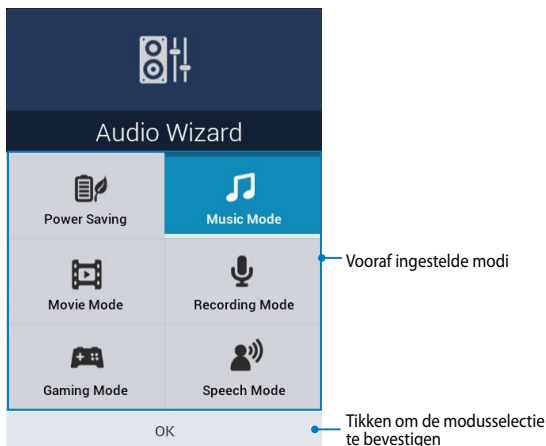 Audio Wizard
Power Saving
Music Mode
Movie Mode
Recording Mode
Gaming Mode
Speech Mode
OK
Vooraf ingestelde modi
Tikken om de modusselectie
te bevestigen